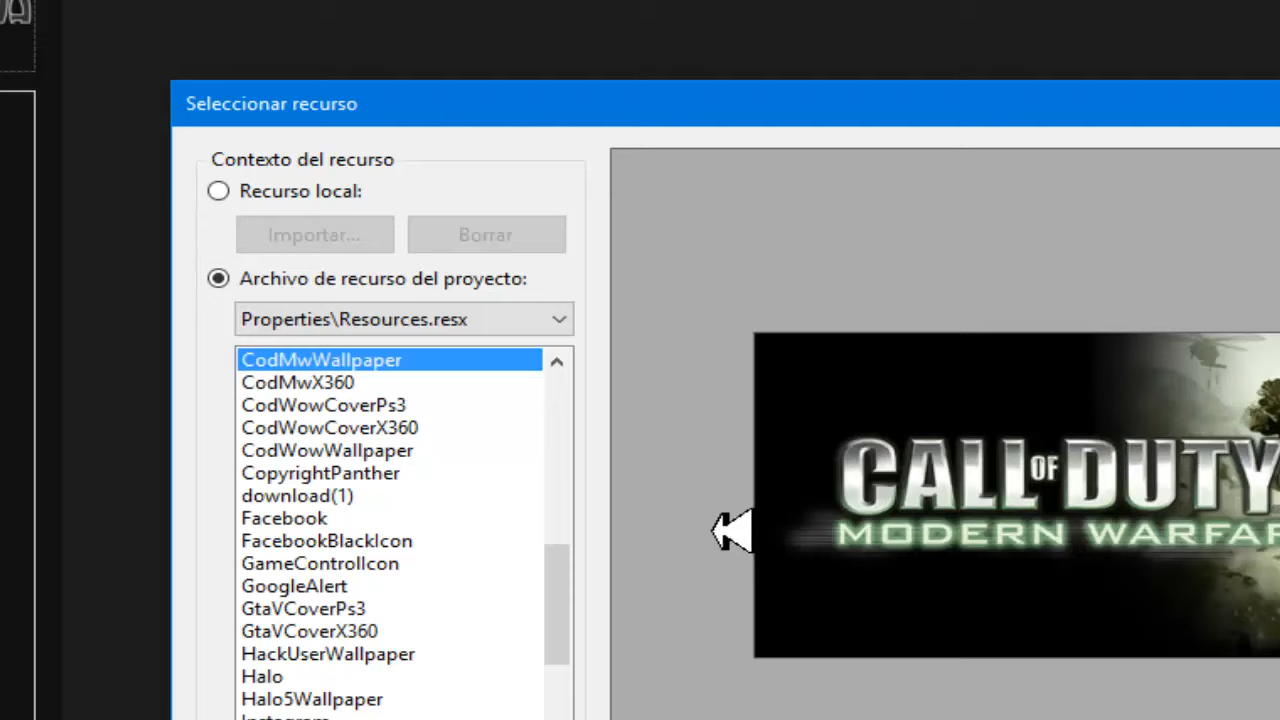 Seleccionar recurso
Contexto del recurso
Recurso local:
Importar...
Borrar
Archivo de recurso del proyecto:
Properties\Resources.resx
CodMwWallpaper
CodMwX360
CodWowCoverPs3
CodWowCoverX360
CodWowWallpaper
CopyrightPanther
download(1)
Facebook
FacebookBlackIcon
GameControlIcon
GoogleAlert
GtaVCoverPs3
GtaVCoverX360
HackUserWallpaper
Halo
Halo5Wallpaper
CALL OF DUTY
MODERN WARFAR